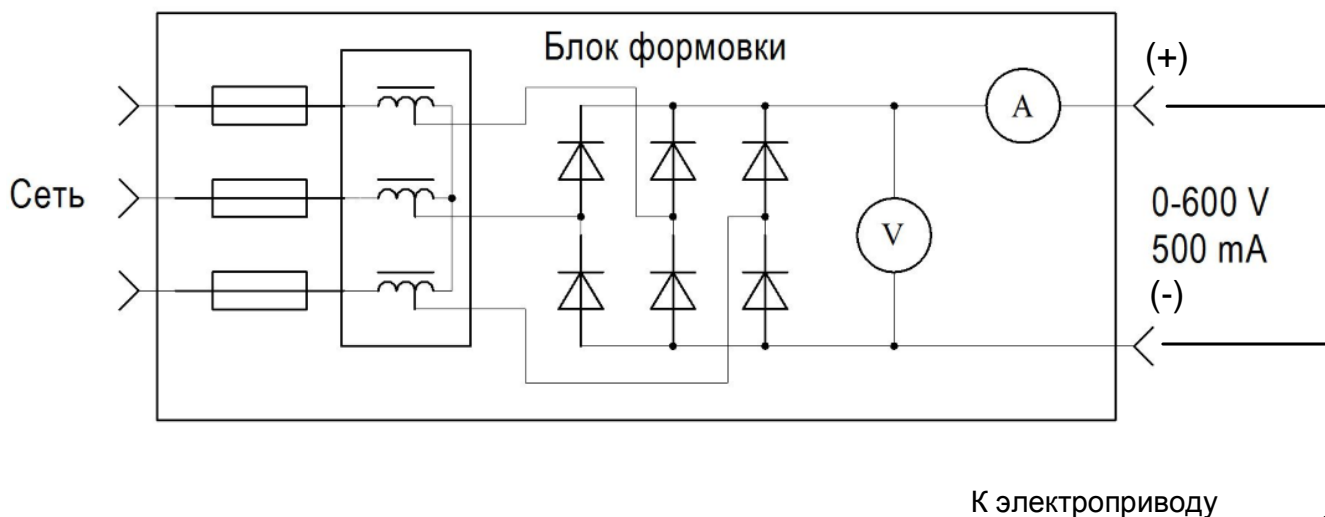 Блок формовки
(+)
A
Сеть
V
0-600 V
500 mA
(-)
К электроприводу